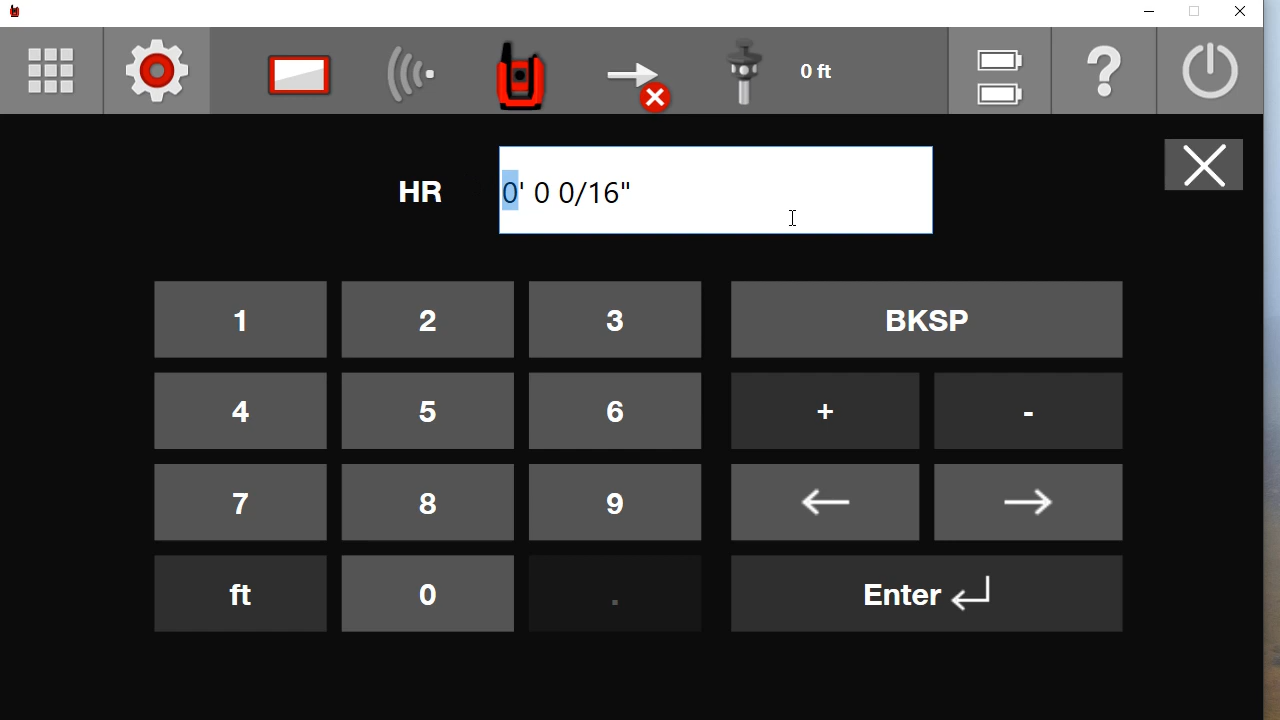 0 ft
HR 0' 0 0/16"
1 2 3 BKSP
4 5 6 + -
7 8 9 ← →
ft 0 . Enter